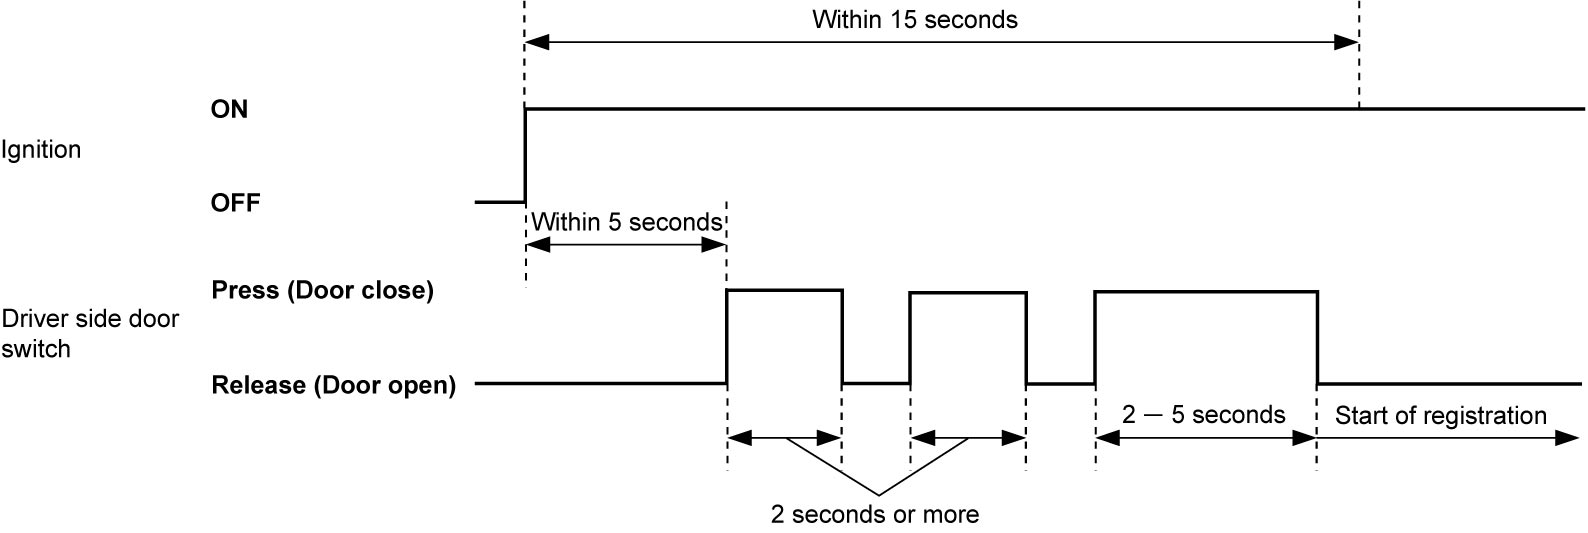 Within 15 seconds
ON
Ignition
OFF
Within 5 seconds
Press (Door close)
Driver side door
switch
Release (Door open)
2 — 5 seconds
Start of registration
2 seconds or more